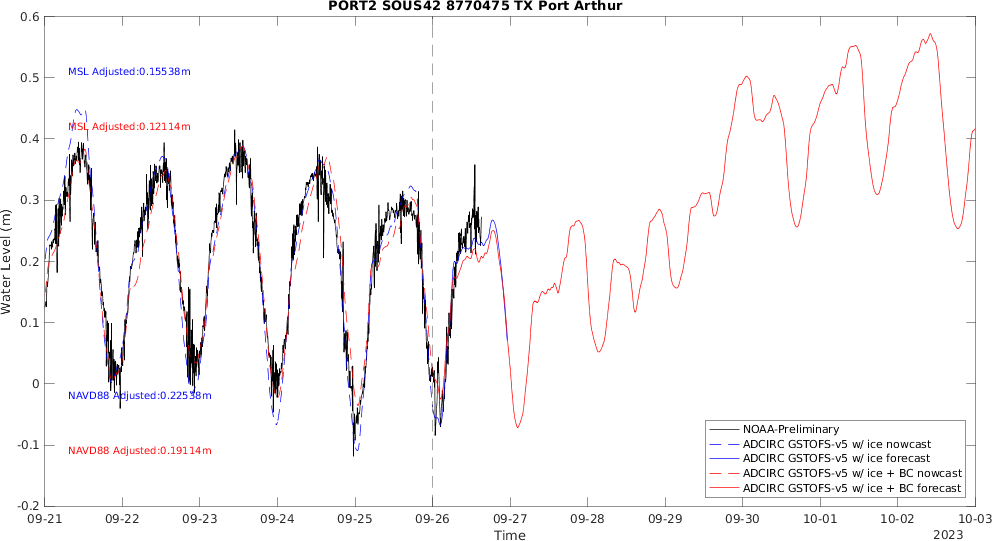 PORT2 SOUS42 8770475 TX Port Arthur
0.6
0.5
0.4
0.3
0.2
0.1
0
-0.1
-0.2
Water Level (m)
MSL Adjusted:0.15538m
MSL Adjusted:0.12114m
NAVD88 Adjusted:0.22538m
NAVD88 Adjusted:0.19114m
NOAA-Preliminary
ADCIRC GSTOFS-v5 w/ ice nowcast
ADCIRC GSTOFS-v5 w/ ice forecast
ADCIRC GSTOFS-v5 w/ ice + BC nowcast
ADCIRC GSTOFS-v5 w/ ice + BC forecast
09-21 09-22 09-23 09-24 09-25 09-26 09-27 09-28 09-29 09-30 10-01 10-02 10-03
Time
2023